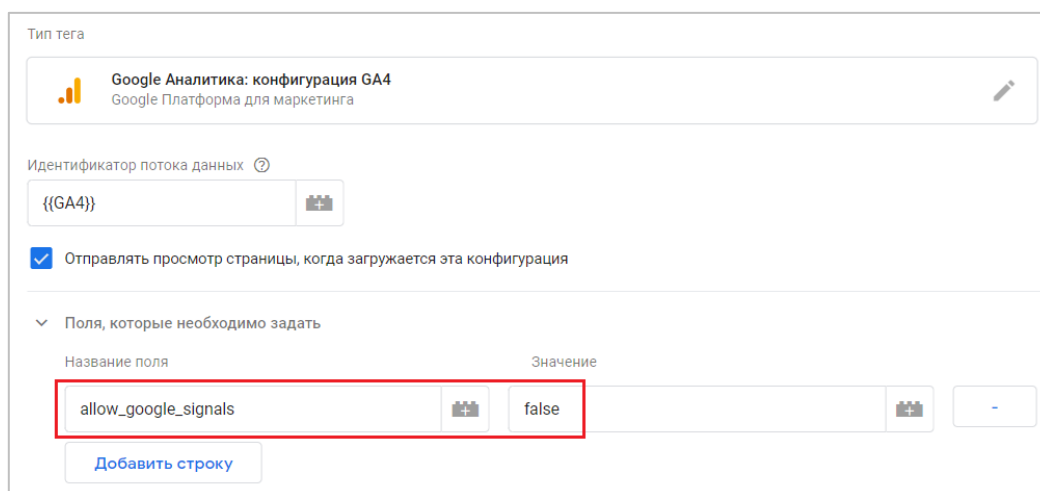 Тип тега
Google Аналитика: конфигурация GA4
Google Платформа для маркетинга
Идентификатор потока данных ?
{{GA4}}
Отправлять просмотр страницы, когда загружается эта конфигурация
Поля, которые необходимо задать
Название поля Значение
allow_google_signals false -
Добавить строку